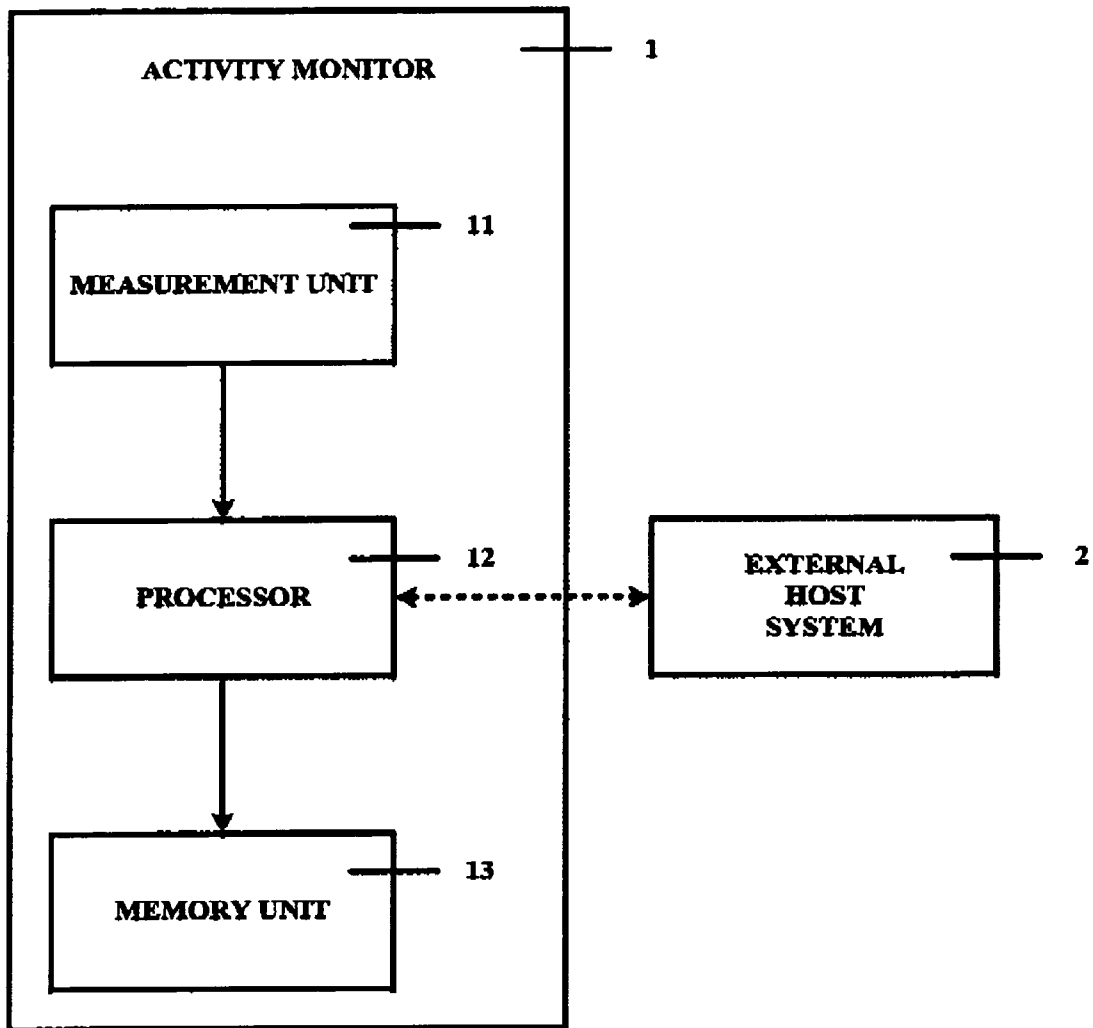 ACTIVITY MONITOR
1
11
MEASUREMENT UNIT
12
PROCESSOR
2
EXTERNAL
HOST
SYSTEM
13
MEMORY UNIT